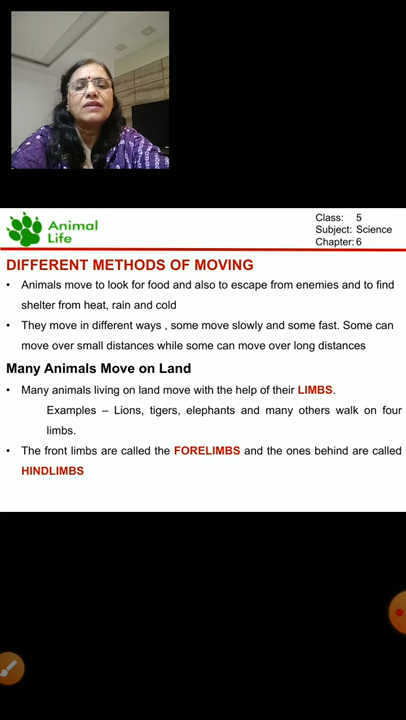 Animal
Life
Class: 5
Subject: Science
Chapter: 6
DIFFERENT METHODS OF MOVING
• Animals move to look for food and also to escape from enemies and to find
shelter from heat, rain and cold
• They move in different ways , some move slowly and some fast. Some can
move over small distances while some can move over long distances
Many Animals Move on Land
• Many animals living on land move with the help of their LIMBS.
Examples – Lions, tigers, elephants and many others walk on four
limbs.
• The front limbs are called the FORELIMBS and the ones behind are called
HINDLIMBS